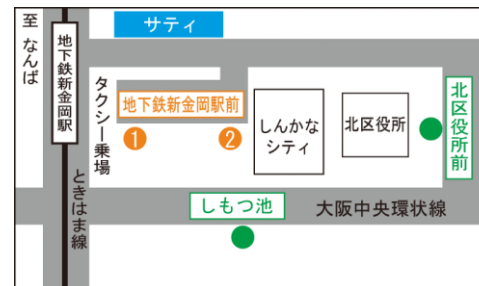 至 なんば
地下鉄新金岡駅
サティ
タクシー乗場
地下鉄新金岡駅前
1
2
しんかな
シティ
北区役所
北区役所前
ときはま線
しもつ池
大阪中央環状線